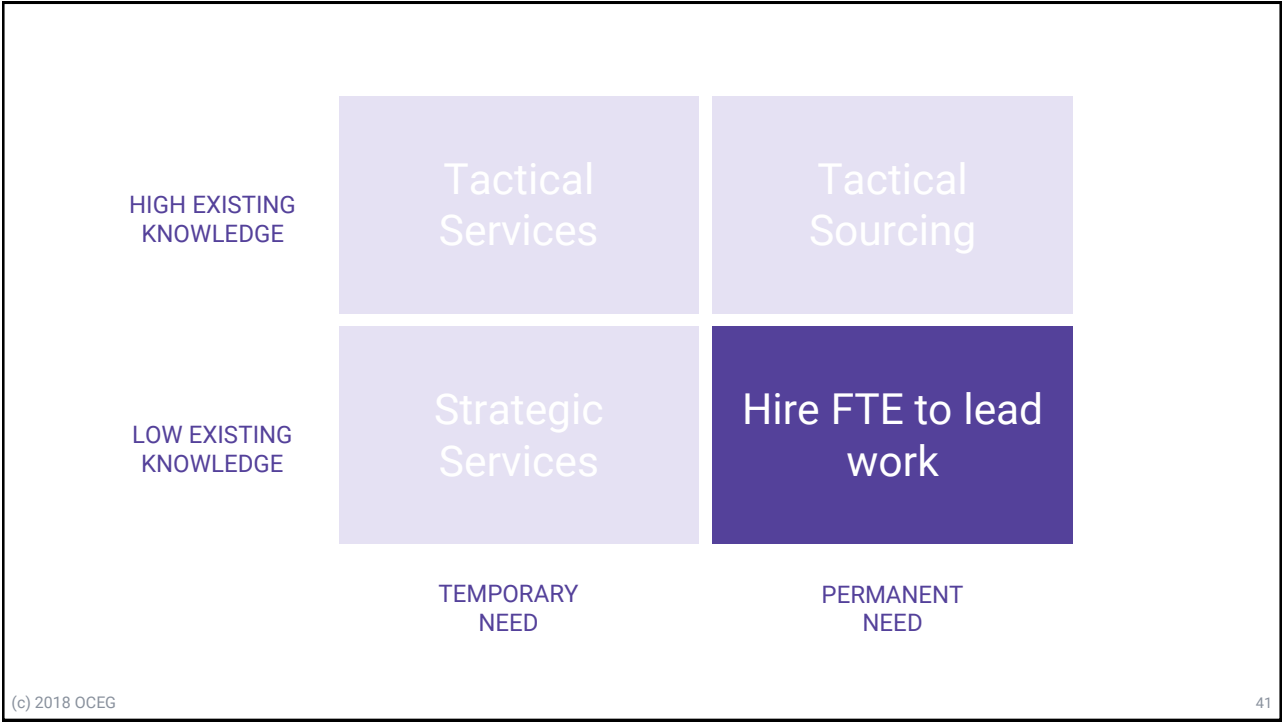 HIGH EXISTING
KNOWLEDGE
Tactical
Services
Tactical
Sourcing
LOW EXISTING
KNOWLEDGE
Strategic
Services
Hire FTE to lead
work
TEMPORARY
NEED
PERMANENT
NEED
(c) 2018 OCEG
41